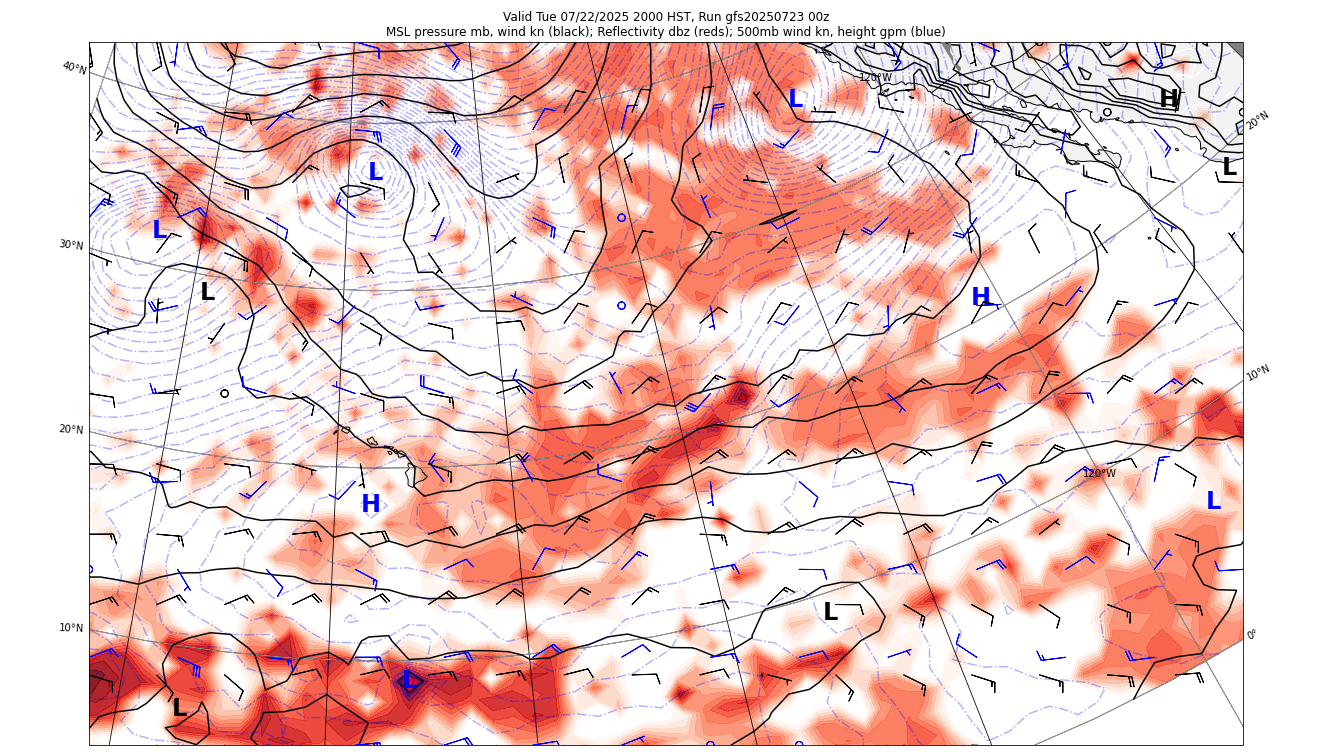 Valid Tue 07/22/2025 2000 HST, Run gfs20250723 00z
MSL pressure mb, wind kn (black); Reflectivity dbz (reds); 500mb wind kn, height gpm (blue)
40°N
120°W
L
H
20°N
L
L
L
30°N
L
H
10°N
20°N
120°W
H
L
L
10°N
0°
L
L